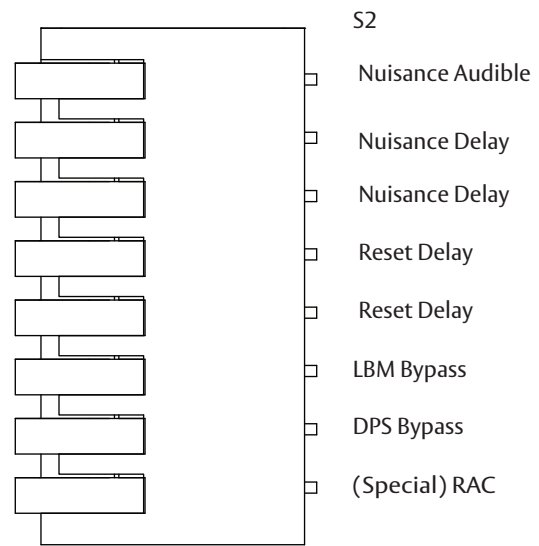 S2
Nuisance Audible
Nuisance Delay
Nuisance Delay
Reset Delay
Reset Delay
LBM Bypass
DPS Bypass
(Special) RAC